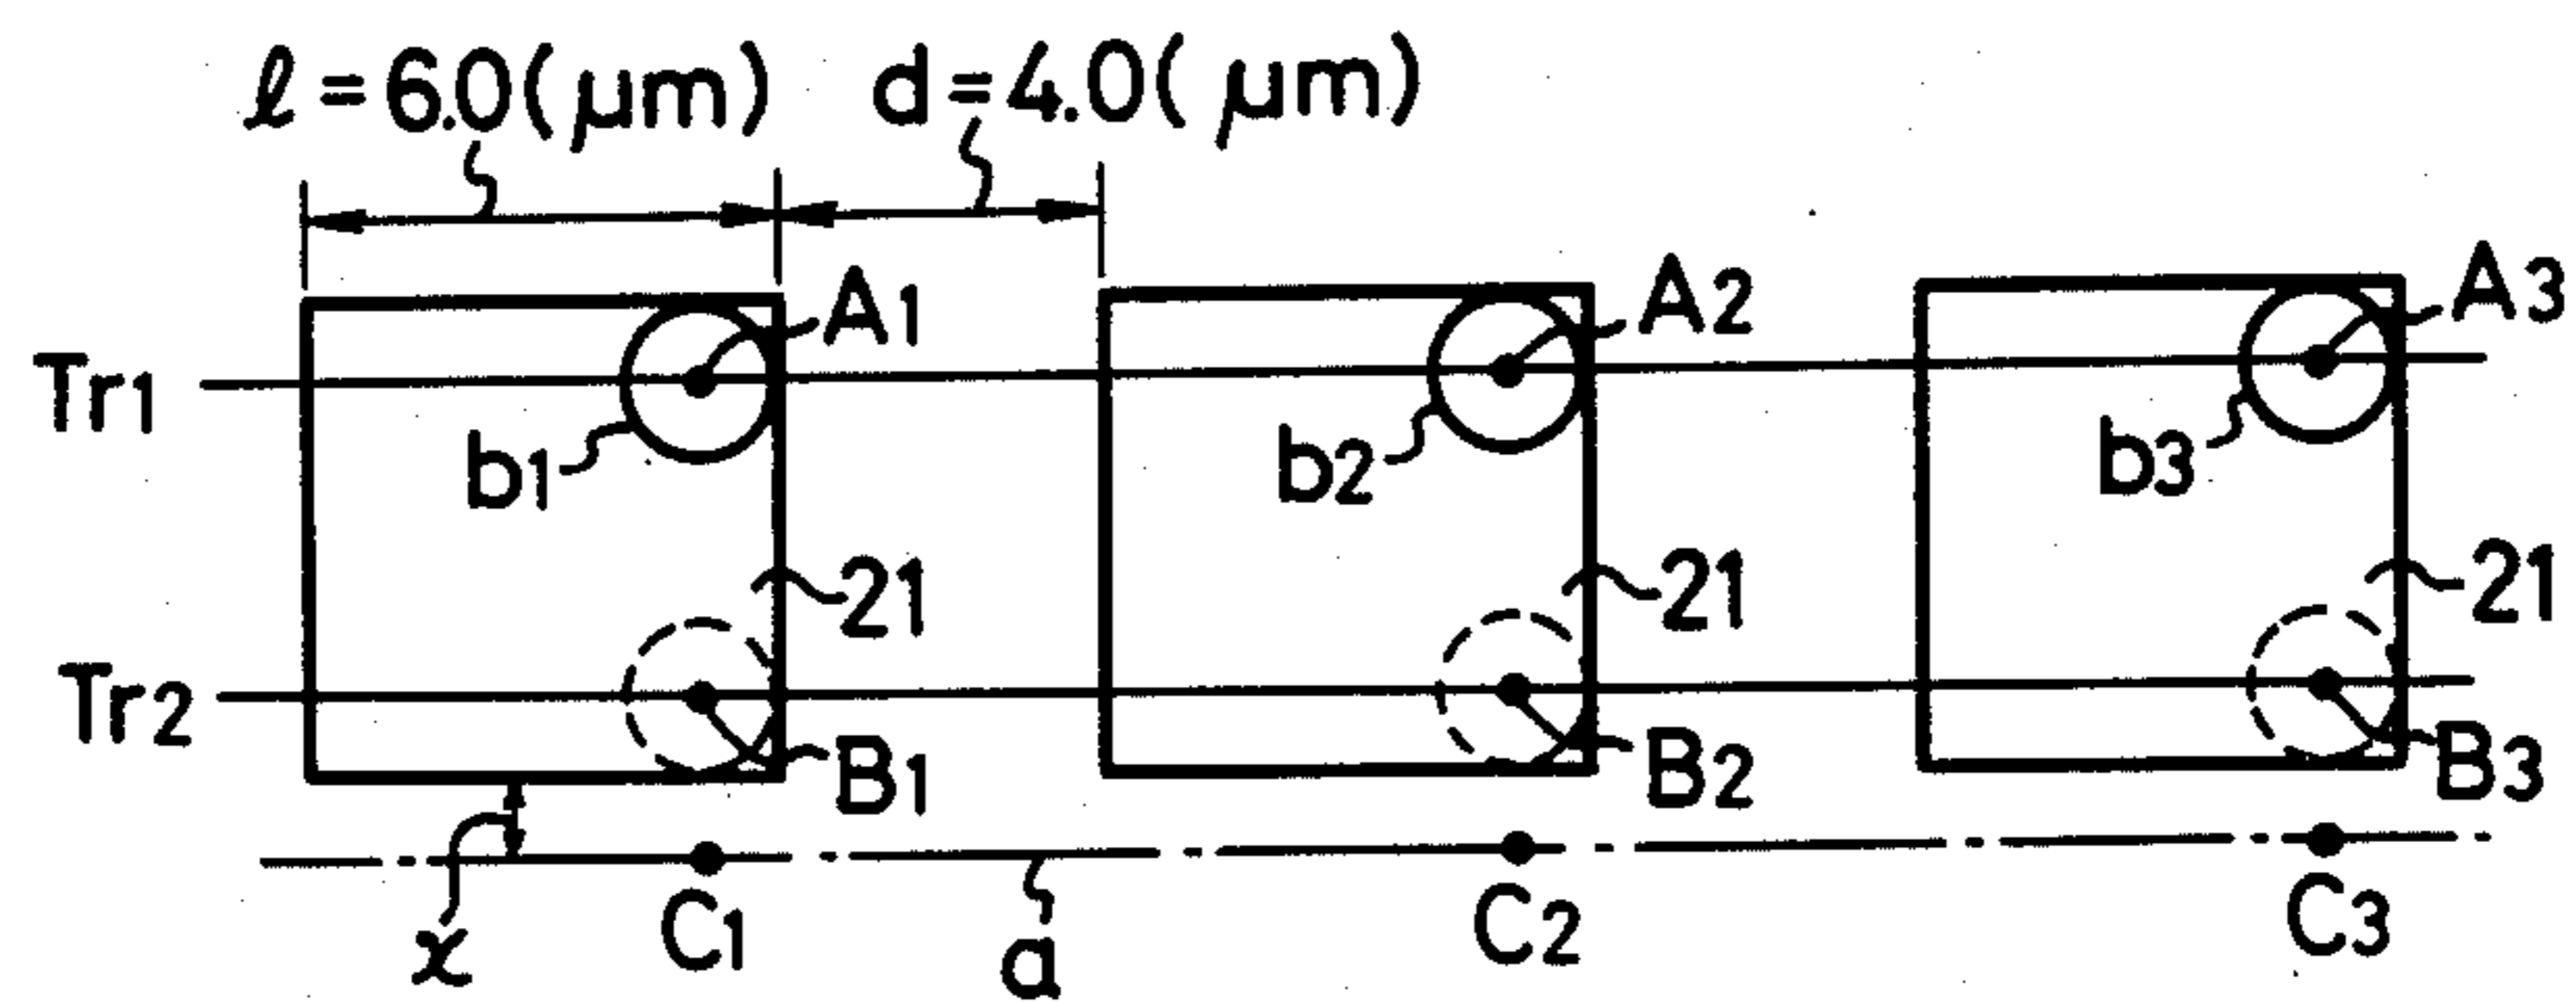 ℓ = 6.0 (μm) d = 4.0 (μm)
A1 A2 A3
Tr1
b1 b2 b3
21 21 21
Tr2
B1 B2 B3
x C1 a C2 C3